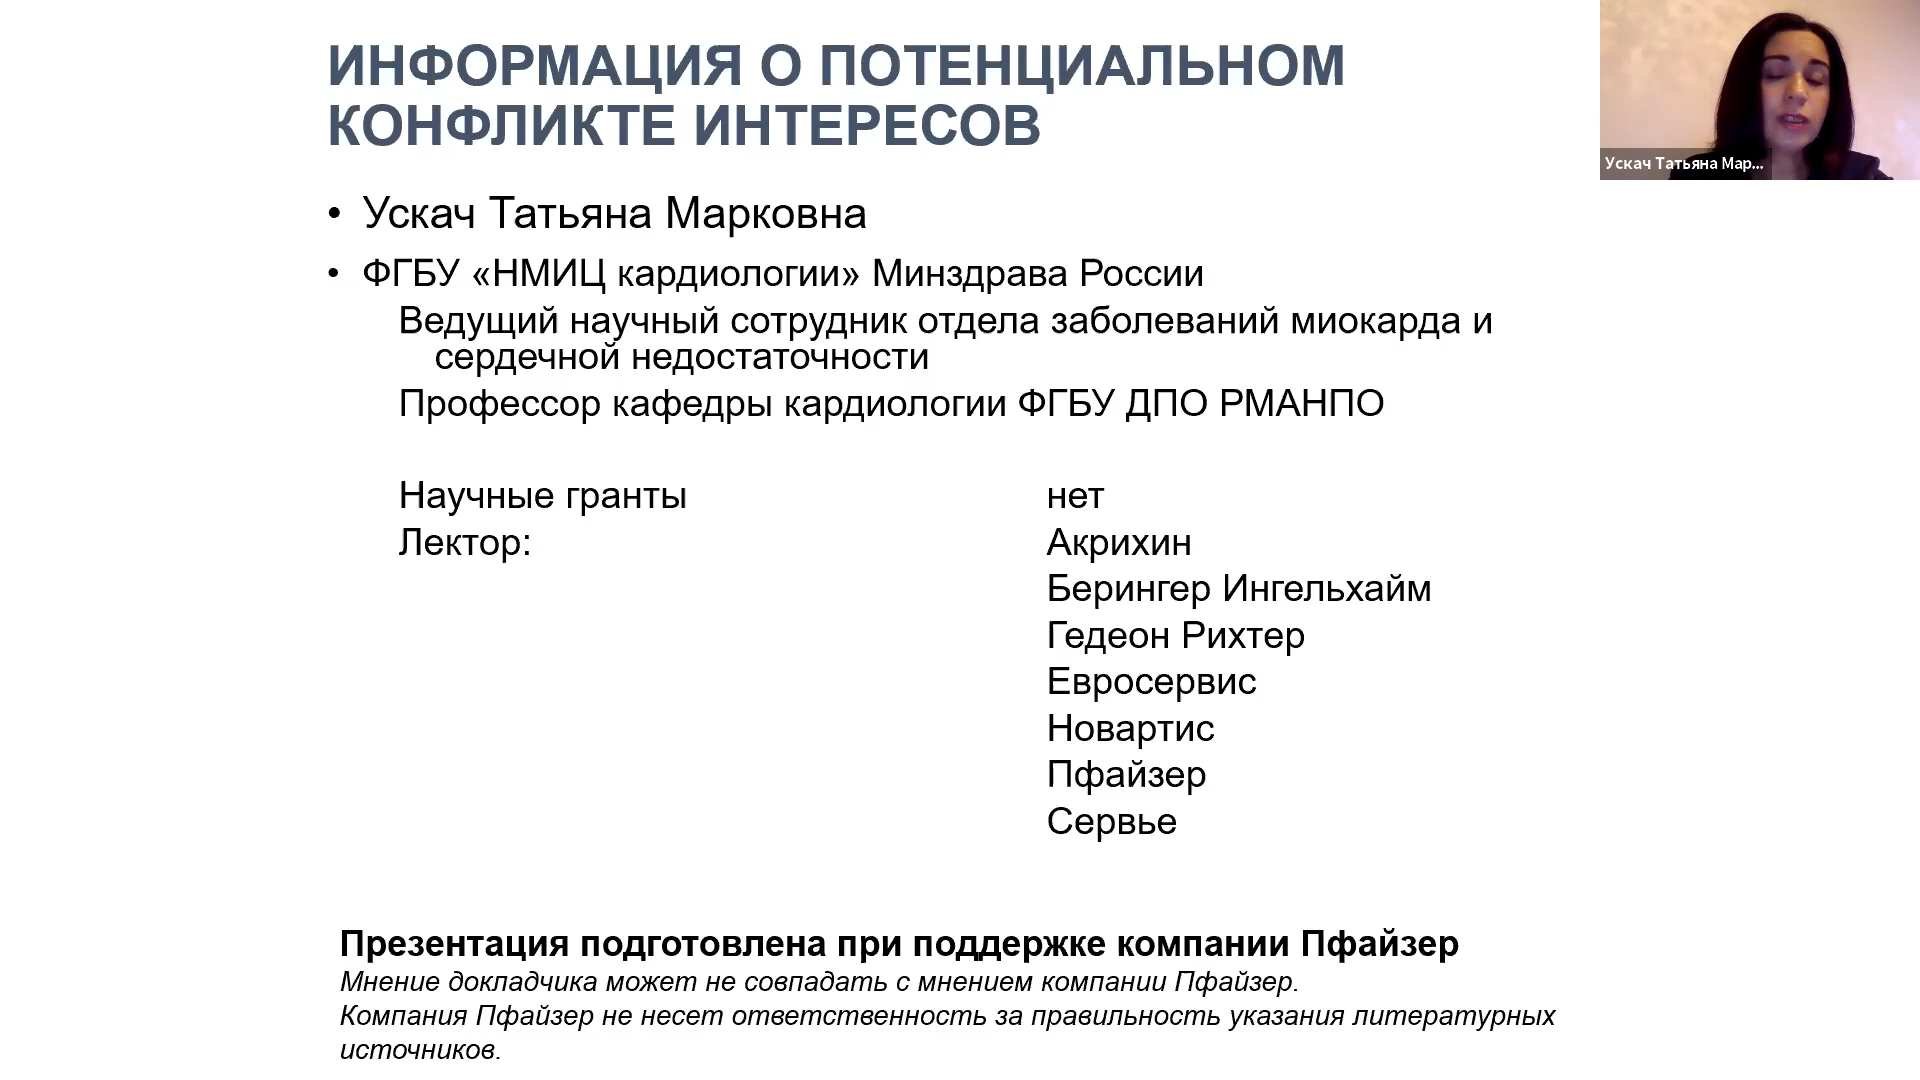 ИНФОРМАЦИЯ О ПОТЕНЦИАЛЬНОМ
КОНФЛИКТЕ ИНТЕРЕСОВ
Ускач Татьяна Мар...
• Ускач Татьяна Марковна
• ФГБУ «НМИЦ кардиологии» Минздрава России
Ведущий научный сотрудник отдела заболеваний миокарда и
сердечной недостаточности
Профессор кафедры кардиологии ФГБУ ДПО РМАНПО
Научные гранты нет
Лектор: Акрихин
Берингер Ингельхайм
Гедеон Рихтер
Евросервис
Новартис
Пфайзер
Сервье
Презентация подготовлена при поддержке компании Пфайзер
Мнение докладчика может не совпадать с мнением компании Пфайзер.
Компания Пфайзер не несет ответственность за правильность указания литературных
источников.